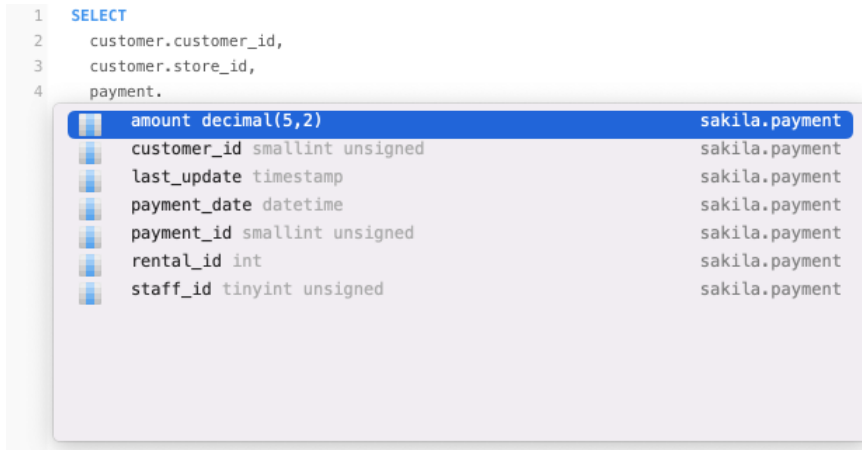 1 SELECT
2 customer.customer_id,
3 customer.store_id,
4 payment.
amount decimal(5,2) sakila.payment
customer_id smallint unsigned sakila.payment
last_update timestamp sakila.payment
payment_date datetime sakila.payment
payment_id smallint unsigned sakila.payment
rental_id int sakila.payment
staff_id tinyint unsigned sakila.payment